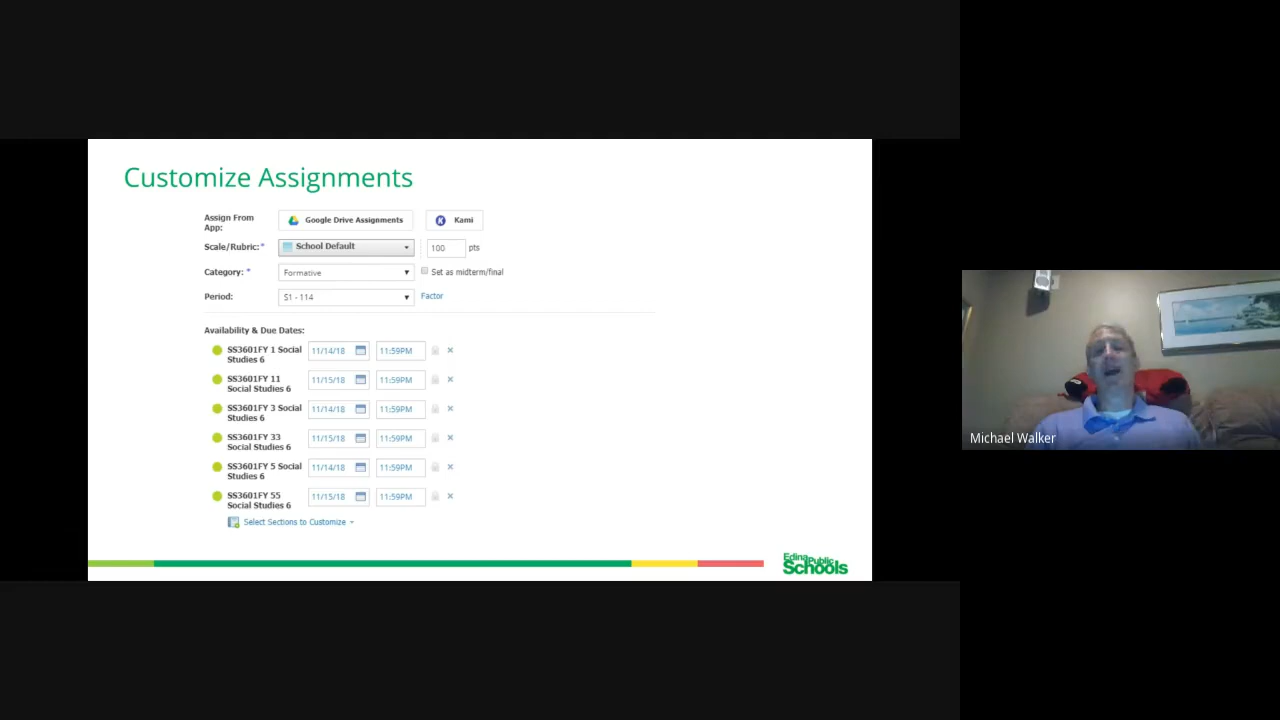 Customize Assignments
Assign From
App:
Google Drive Assignments
Kami
Scale/Rubric: *
School Default
100
pts
Category: *
Formative
Set as midterm/final
Period:
S1 - 114
Factor
Availability & Due Dates:
SS3601FY 1 Social
Studies 6
11/14/18
11:59PM
SS3601FY 11
Social Studies 6
11/15/18
11:59PM
SS3601FY 3 Social
Studies 6
11/14/18
11:59PM
SS3601FY 33
Social Studies 6
11/15/18
11:59PM
SS3601FY 5 Social
Studies 6
11/14/18
11:59PM
SS3601FY 55
Social Studies 6
11/15/18
11:59PM
Select Sections to Customize
Edina Public
Schools
Michael Walker